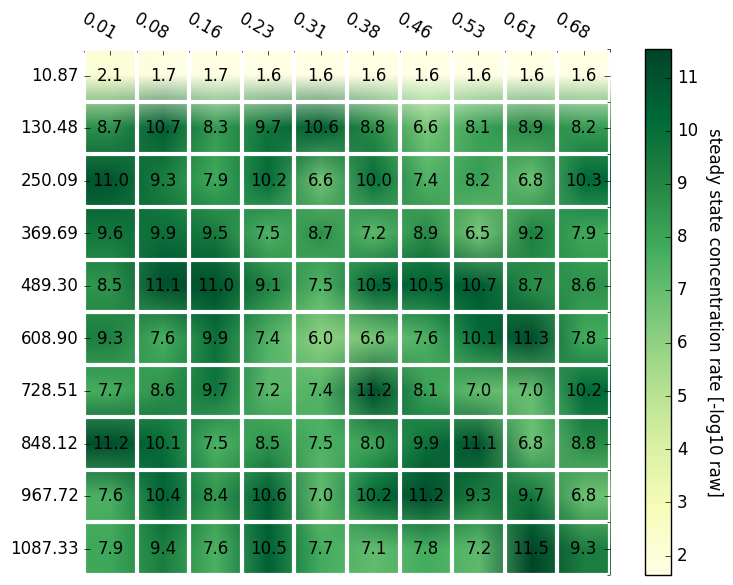 0.01 0.08 0.16 0.23 0.31 0.38 0.46 0.53 0.61 0.68
10.87 2.1 1.7 1.7 1.6 1.6 1.6 1.6 1.6 1.6 1.6
130.48 8.7 10.7 8.3 9.7 10.6 8.8 6.6 8.1 8.9 8.2
250.09 11.0 9.3 7.9 10.2 6.6 10.0 7.4 8.2 6.8 10.3
369.69 9.6 9.9 9.5 7.5 8.7 7.2 8.9 6.5 9.2 7.9
489.30 8.5 11.1 11.0 9.1 7.5 10.5 10.5 10.7 8.7 8.6
608.90 9.3 7.6 9.9 7.4 6.0 6.6 7.6 10.1 11.3 7.8
728.51 7.7 8.6 9.7 7.2 7.4 11.2 8.1 7.0 7.0 10.2
848.12 11.2 10.1 7.5 8.5 7.5 8.0 9.9 11.1 6.8 8.8
967.72 7.6 10.4 8.4 10.6 7.0 10.2 11.2 9.3 9.7 6.8
1087.33 7.9 9.4 7.6 10.5 7.7 7.1 7.8 7.2 11.5 9.3
11
10
9
8
7
6
5
4
3
2
steady state concentration rate [-log10 raw]